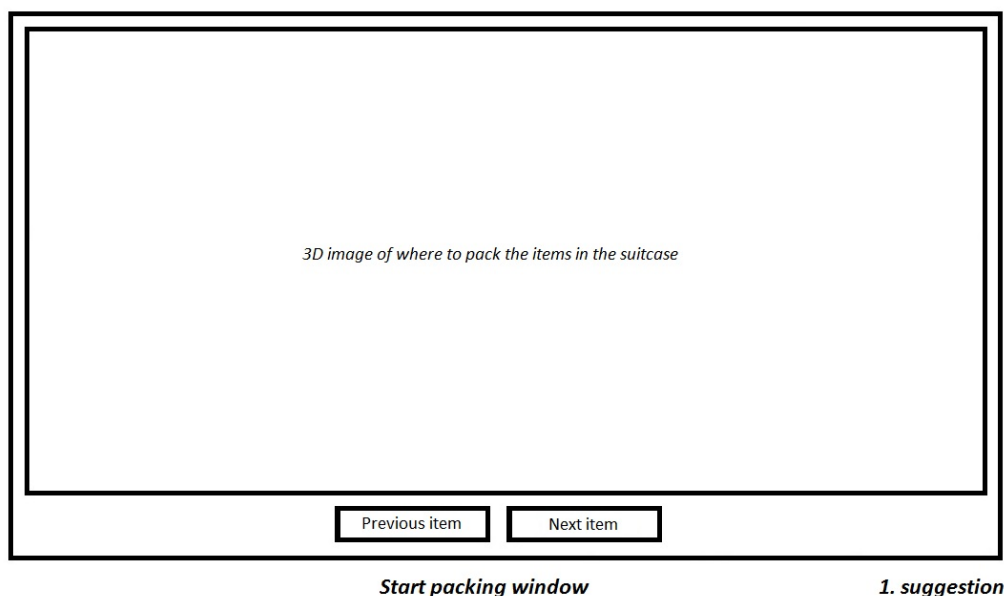 3D image of where to pack the items in the suitcase
Previous item Next item
Start packing window 1. suggestion